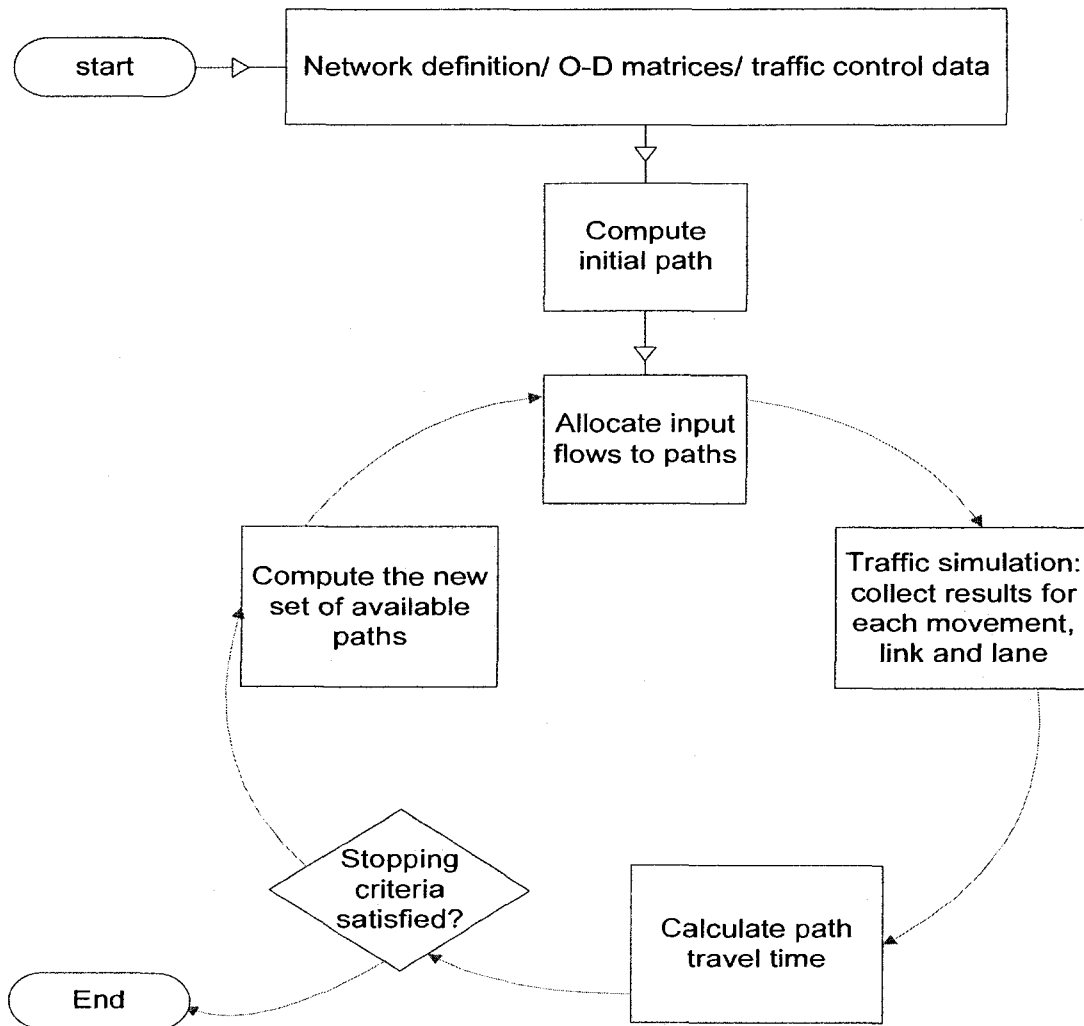 start
Network definition/ O-D matrices/ traffic control data
Compute
initial path
Allocate input
flows to paths
Compute the new
set of available
paths
Traffic simulation:
collect results for
each movement,
link and lane
Stopping
criteria
satisfied?
Calculate path
travel time
End